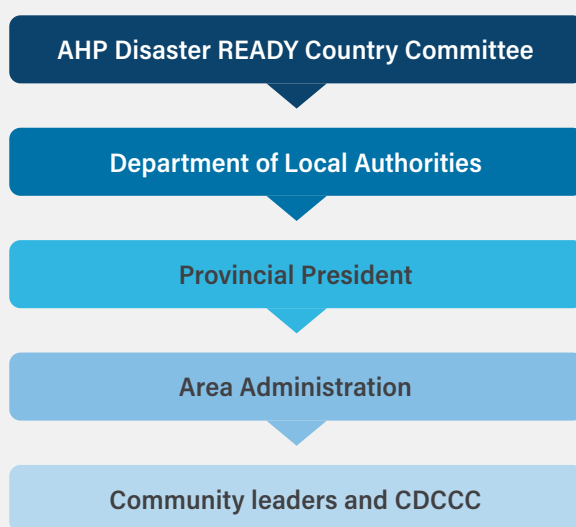 AHP Disaster READY Country Committee
Department of Local Authorities
Provincial President
Area Administration
Community leaders and CDCCC